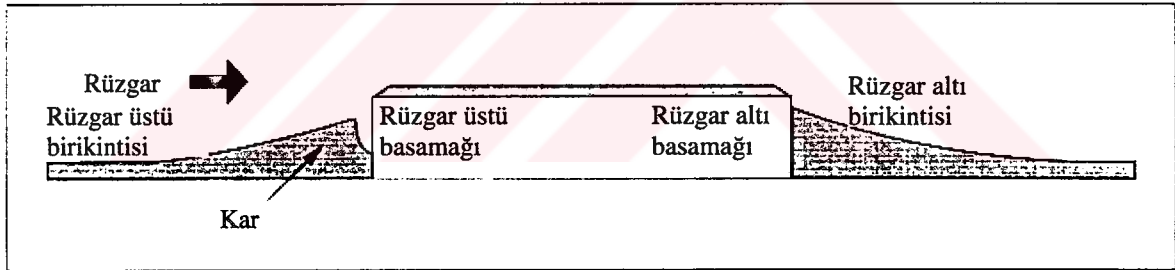 Rüzgar
Rüzgar üstü
birikintisi
Rüzgar üstü
basamağı
Rüzgar altı
basamağı
Rüzgar altı
birikintisi
Kar